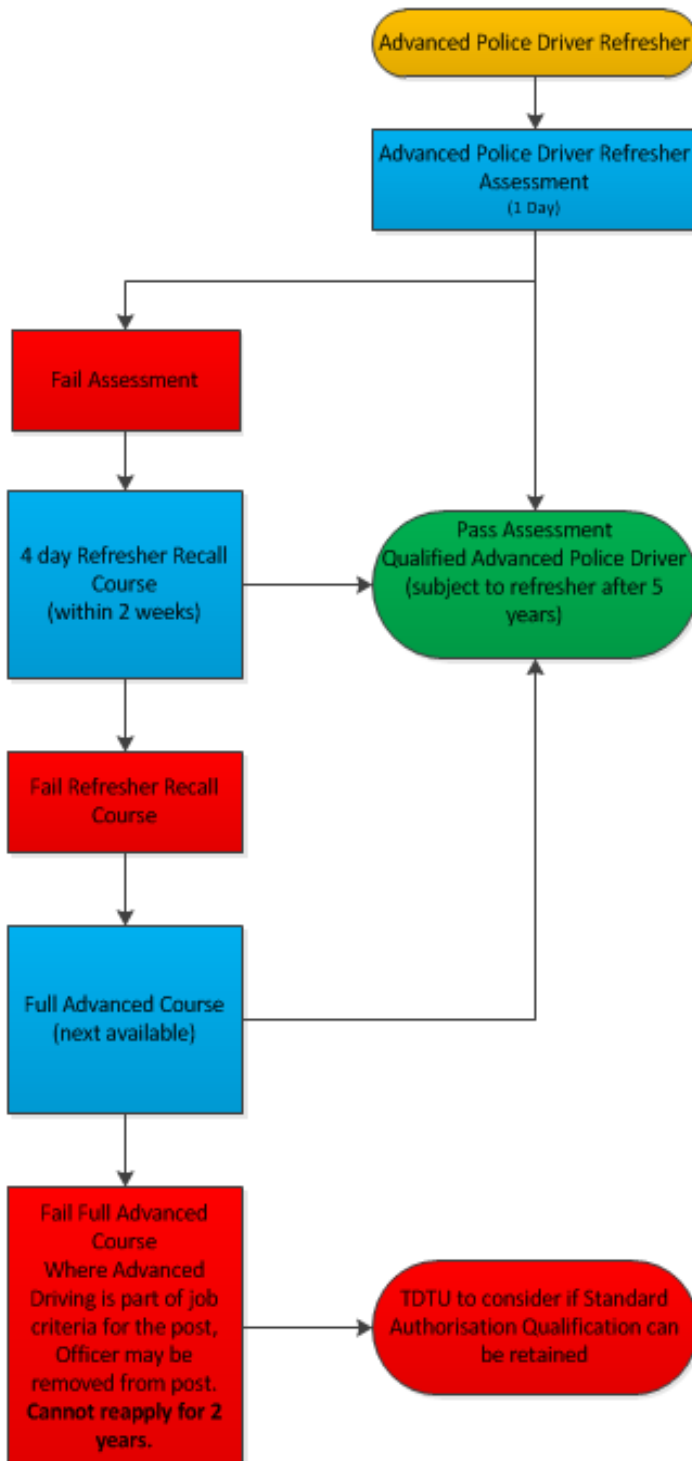 Advanced Police Driver Refresher
Advanced Police Driver Refresher
Assessment
(1 Day)
Fail Assessment
4 day Refresher Recall
Course
(within 2 weeks)
Pass Assessment
Qualified Advanced Police Driver
(subject to refresher after 5
years)
Fail Refresher Recall
Course
Full Advanced Course
(next available)
Fail Full Advanced
Course
Where Advanced
Driving is part of job
criteria for the post,
Officer may be
removed from post.
Cannot reapply for 2
years.
TDTU to consider if Standard
Authorisation Qualification can
be retained